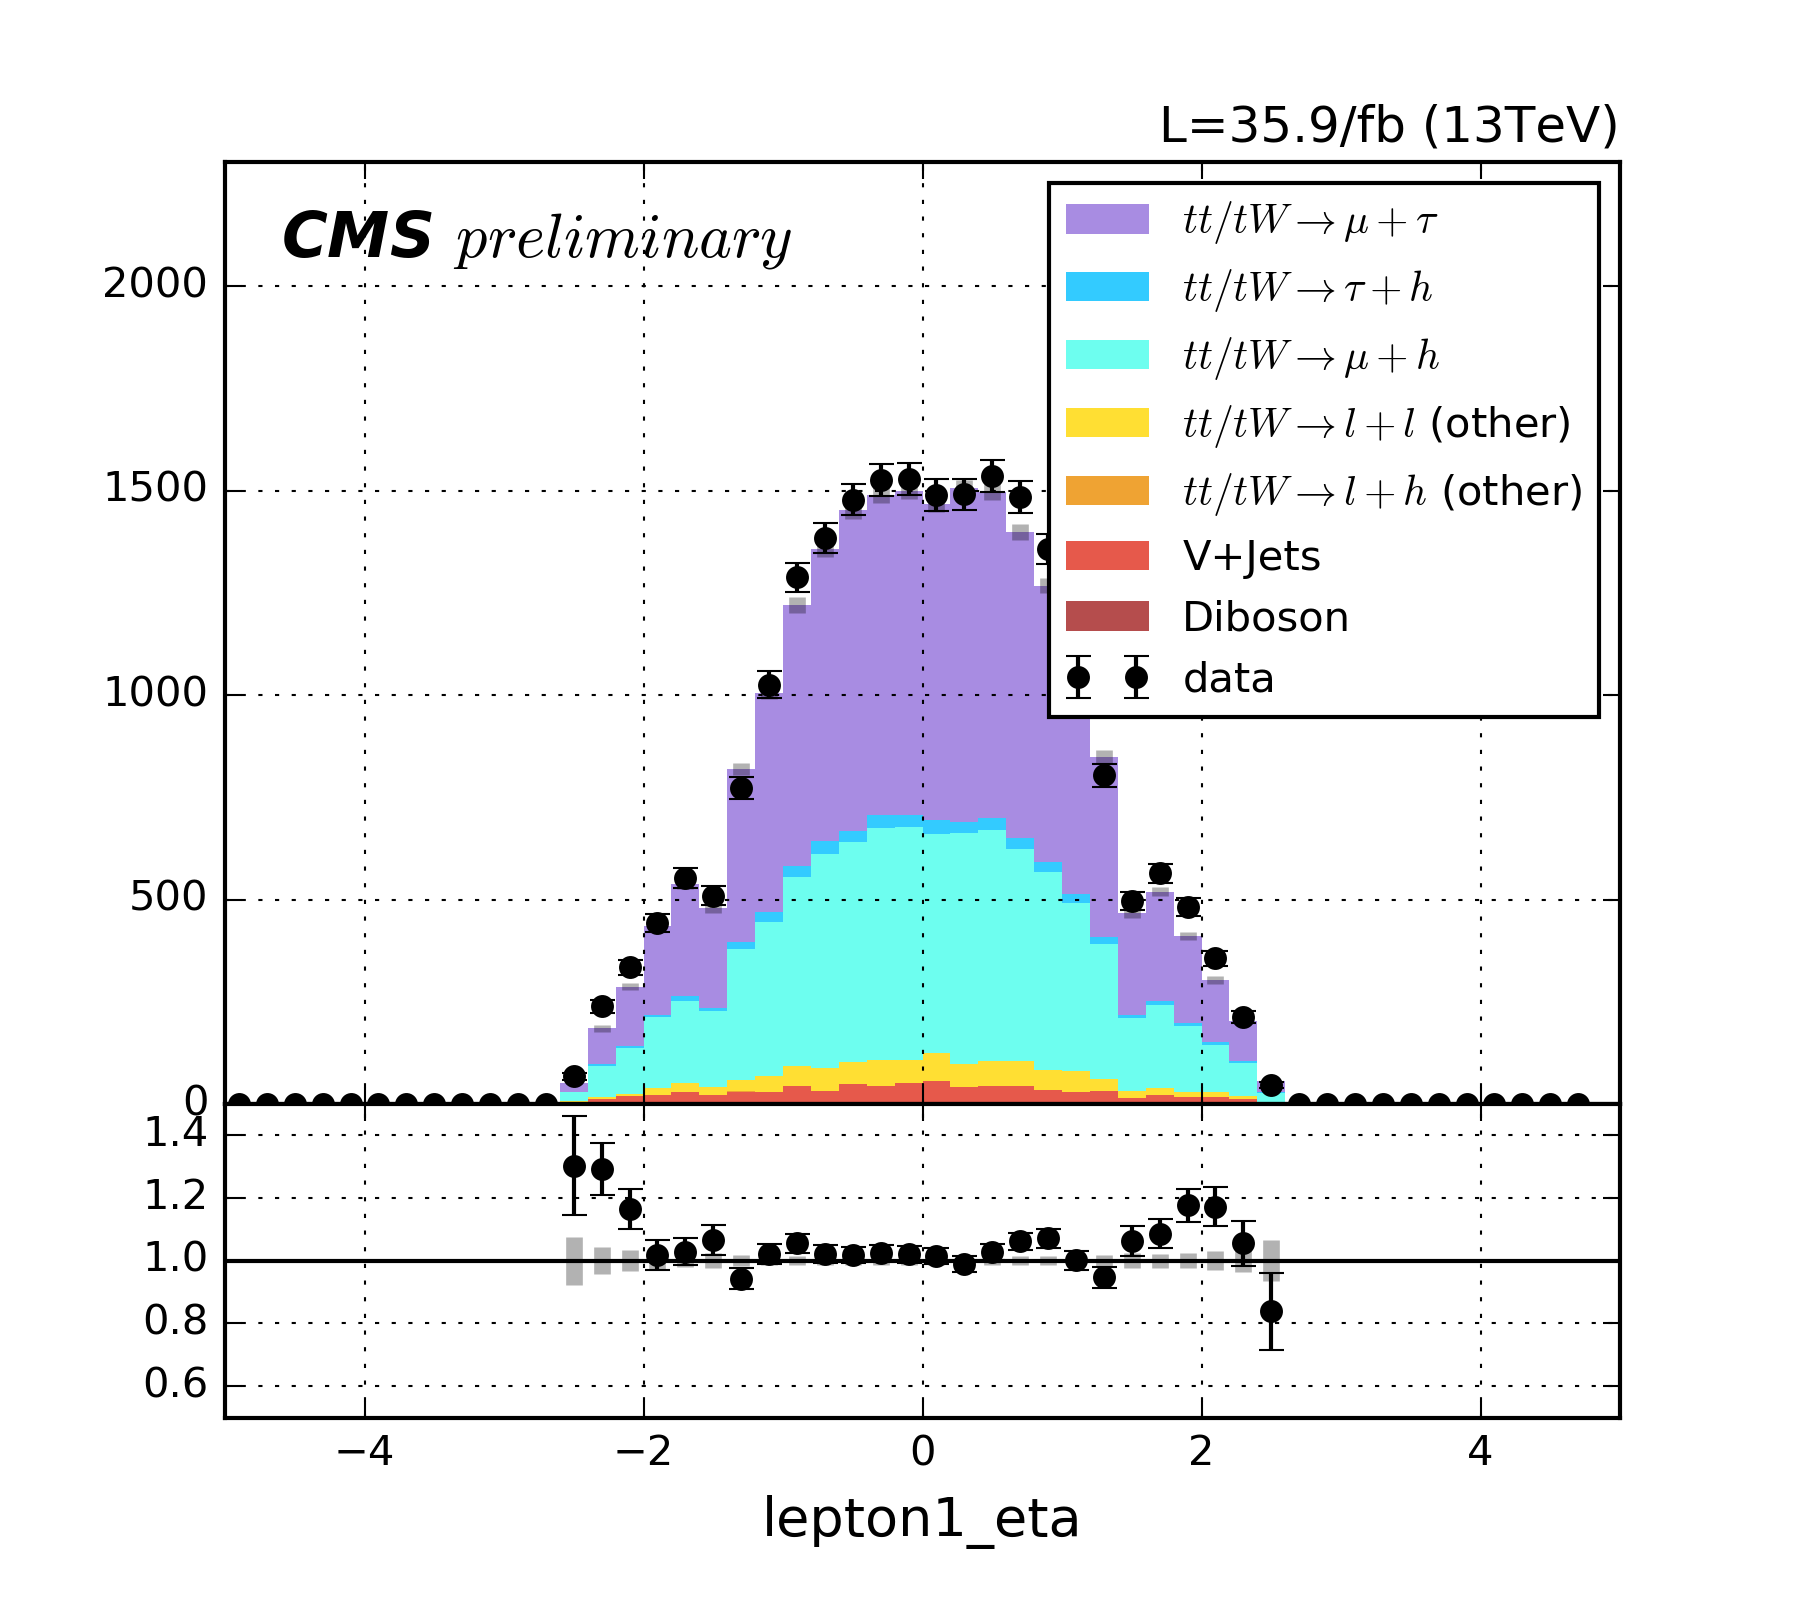 L=35.9/fb (13TeV)
CMS preliminary
tt/tW→μ+τ
tt/tW→τ+h
tt/tW→μ+h
tt/tW→l+l (other)
tt/tW→l+h (other)
V+Jets
Diboson
data
2000
1500
1000
500
0
1.4
1.2
1.0
0.8
0.6
−4 −2 0 2 4
lepton1_eta